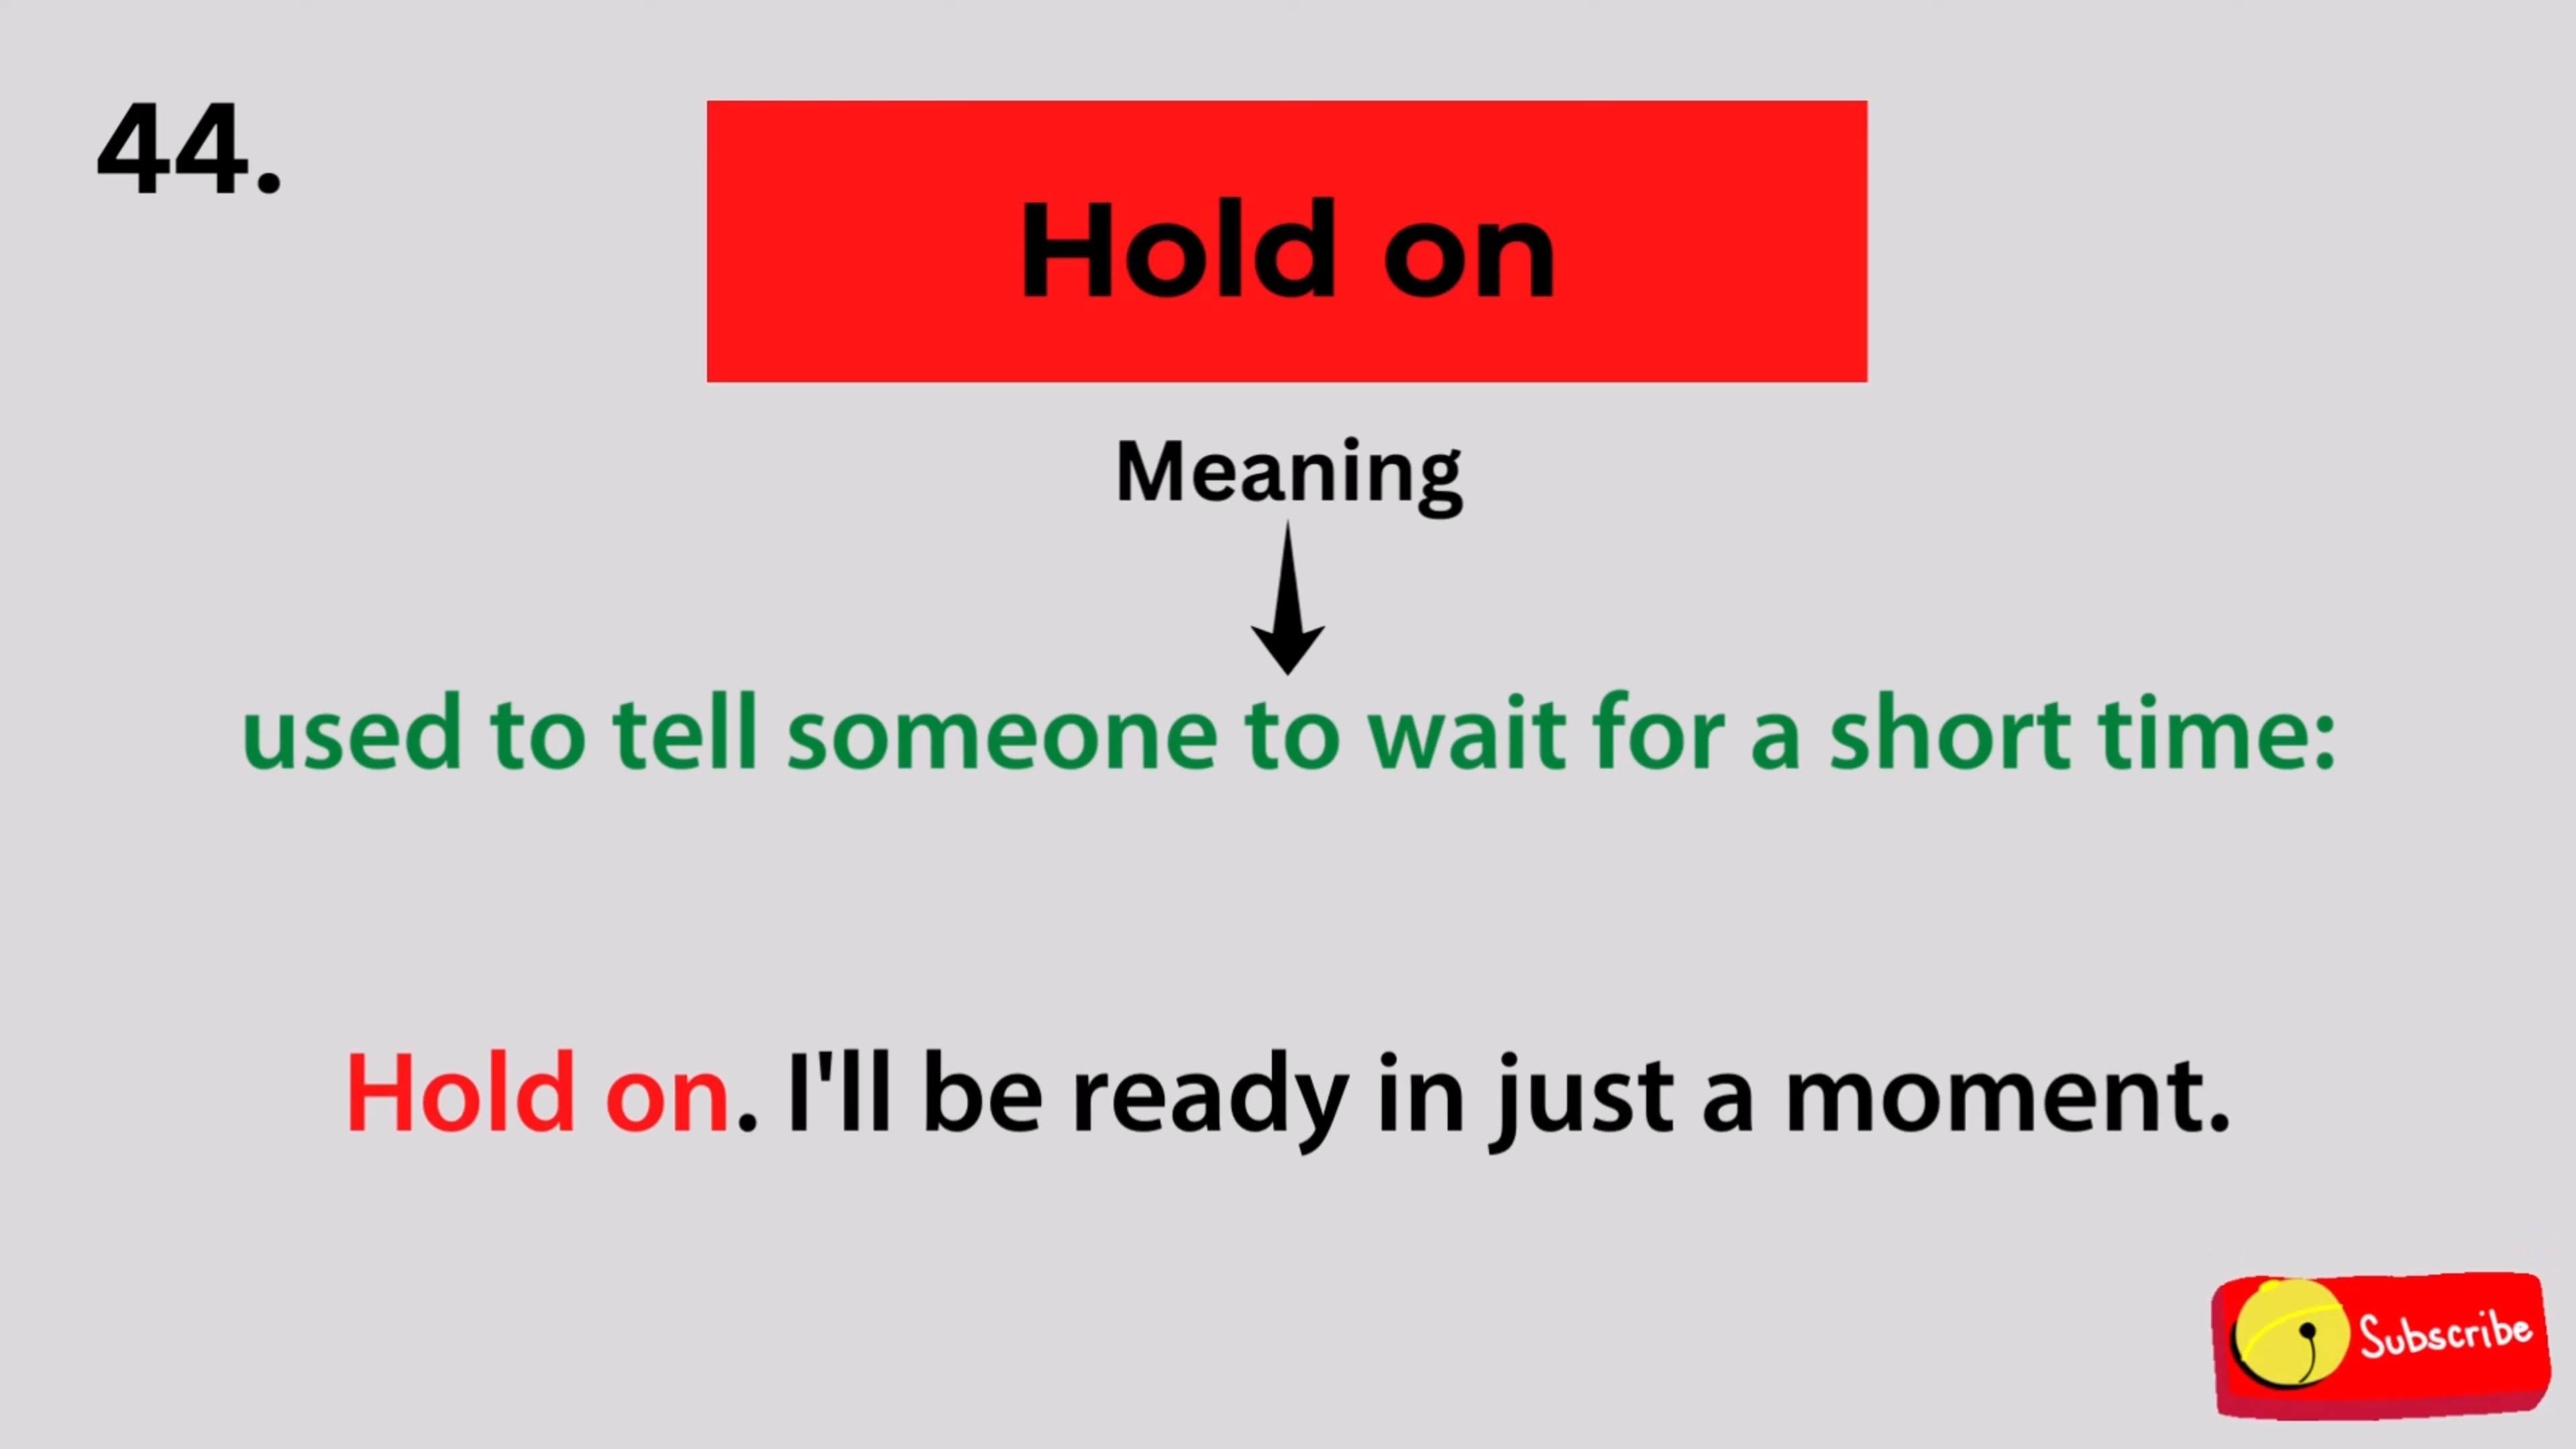 44.
Hold on
Meaning
used to tell someone to wait for a short time:
Hold on. I'll be ready in just a moment.
Subscribe